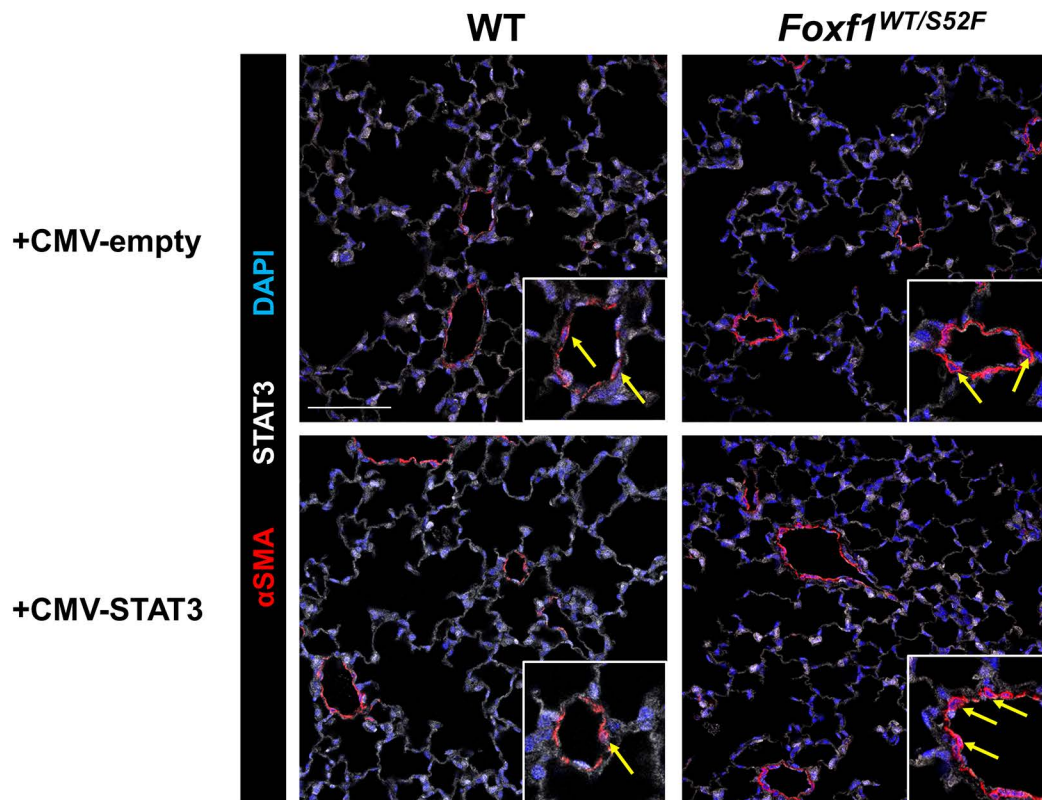 WT
Foxf1WT/S52F
+CMV-empty
+CMV-STAT3
αSMA STAT3 DAPI